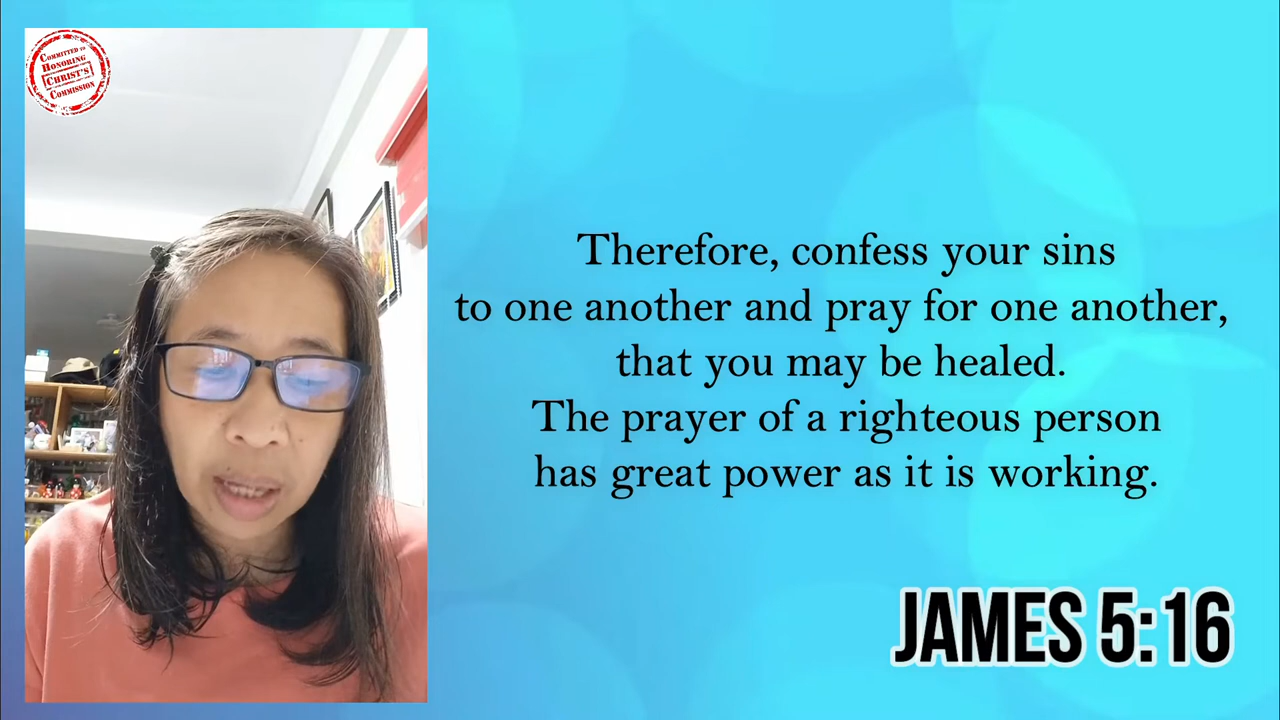 COMMITTED TO
HONORING
CHRIST'S
COMMISSION
Therefore, confess your sins
to one another and pray for one another,
that you may be healed.
The prayer of a righteous person
has great power as it is working.
JAMES 5:16